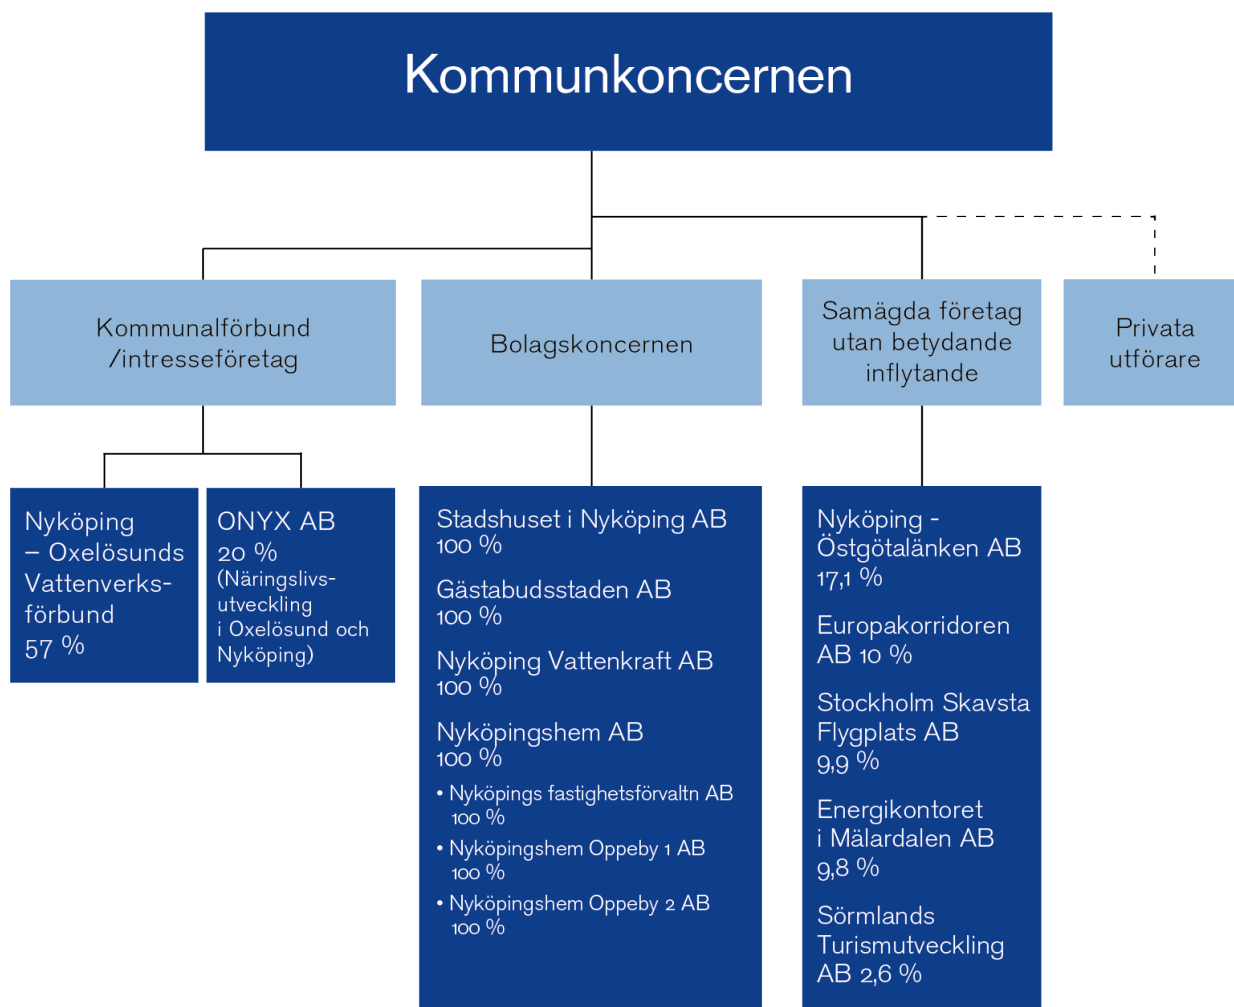 Kommunkoncernen
Kommunalförbund
/intresseföretag
Bolagskoncernen
Samägda företag
utan betydande
inflytande
Privata
utförare
Nyköping
– Oxelösunds
Vattenverks-
förbund
57 %
ONYX AB
20 %
(Näringslivs-
utveckling
i Oxelösund och
Nyköping)
Stadshuset i Nyköping AB
100 %
Gästabudsstaden AB
100 %
Nyköping Vattenkraft AB
100 %
Nyköpingshem AB
100 %
• Nyköpings fastighetsförvaltn AB
100 %
• Nyköpingshem Oppeby 1 AB
100 %
• Nyköpingshem Oppeby 2 AB
100 %
Nyköping -
Östgötalänken AB
17,1 %
Europakorridoren
AB 10 %
Stockholm Skavsta
Flygplats AB
9,9 %
Energikontoret
i Mälardalen AB
9,8 %
Sörmlands
Turismutveckling
AB 2,6 %